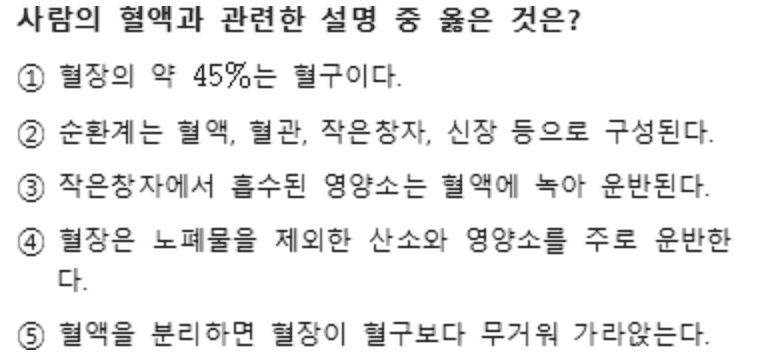 사람의 혈액과 관련한 설명 중 옳은 것은?
① 혈장의 약 45%는 혈구이다.
② 순환계는 혈액, 혈관, 작은창자, 신장 등으로 구성된다.
③ 작은창자에서 흡수된 영양소는 혈액에 녹아 운반된다.
④ 혈장은 노폐물을 제외한 산소와 영양소를 주로 운반한
다.
⑤ 혈액을 분리하면 혈장이 혈구보다 무거워 가라앉는다.